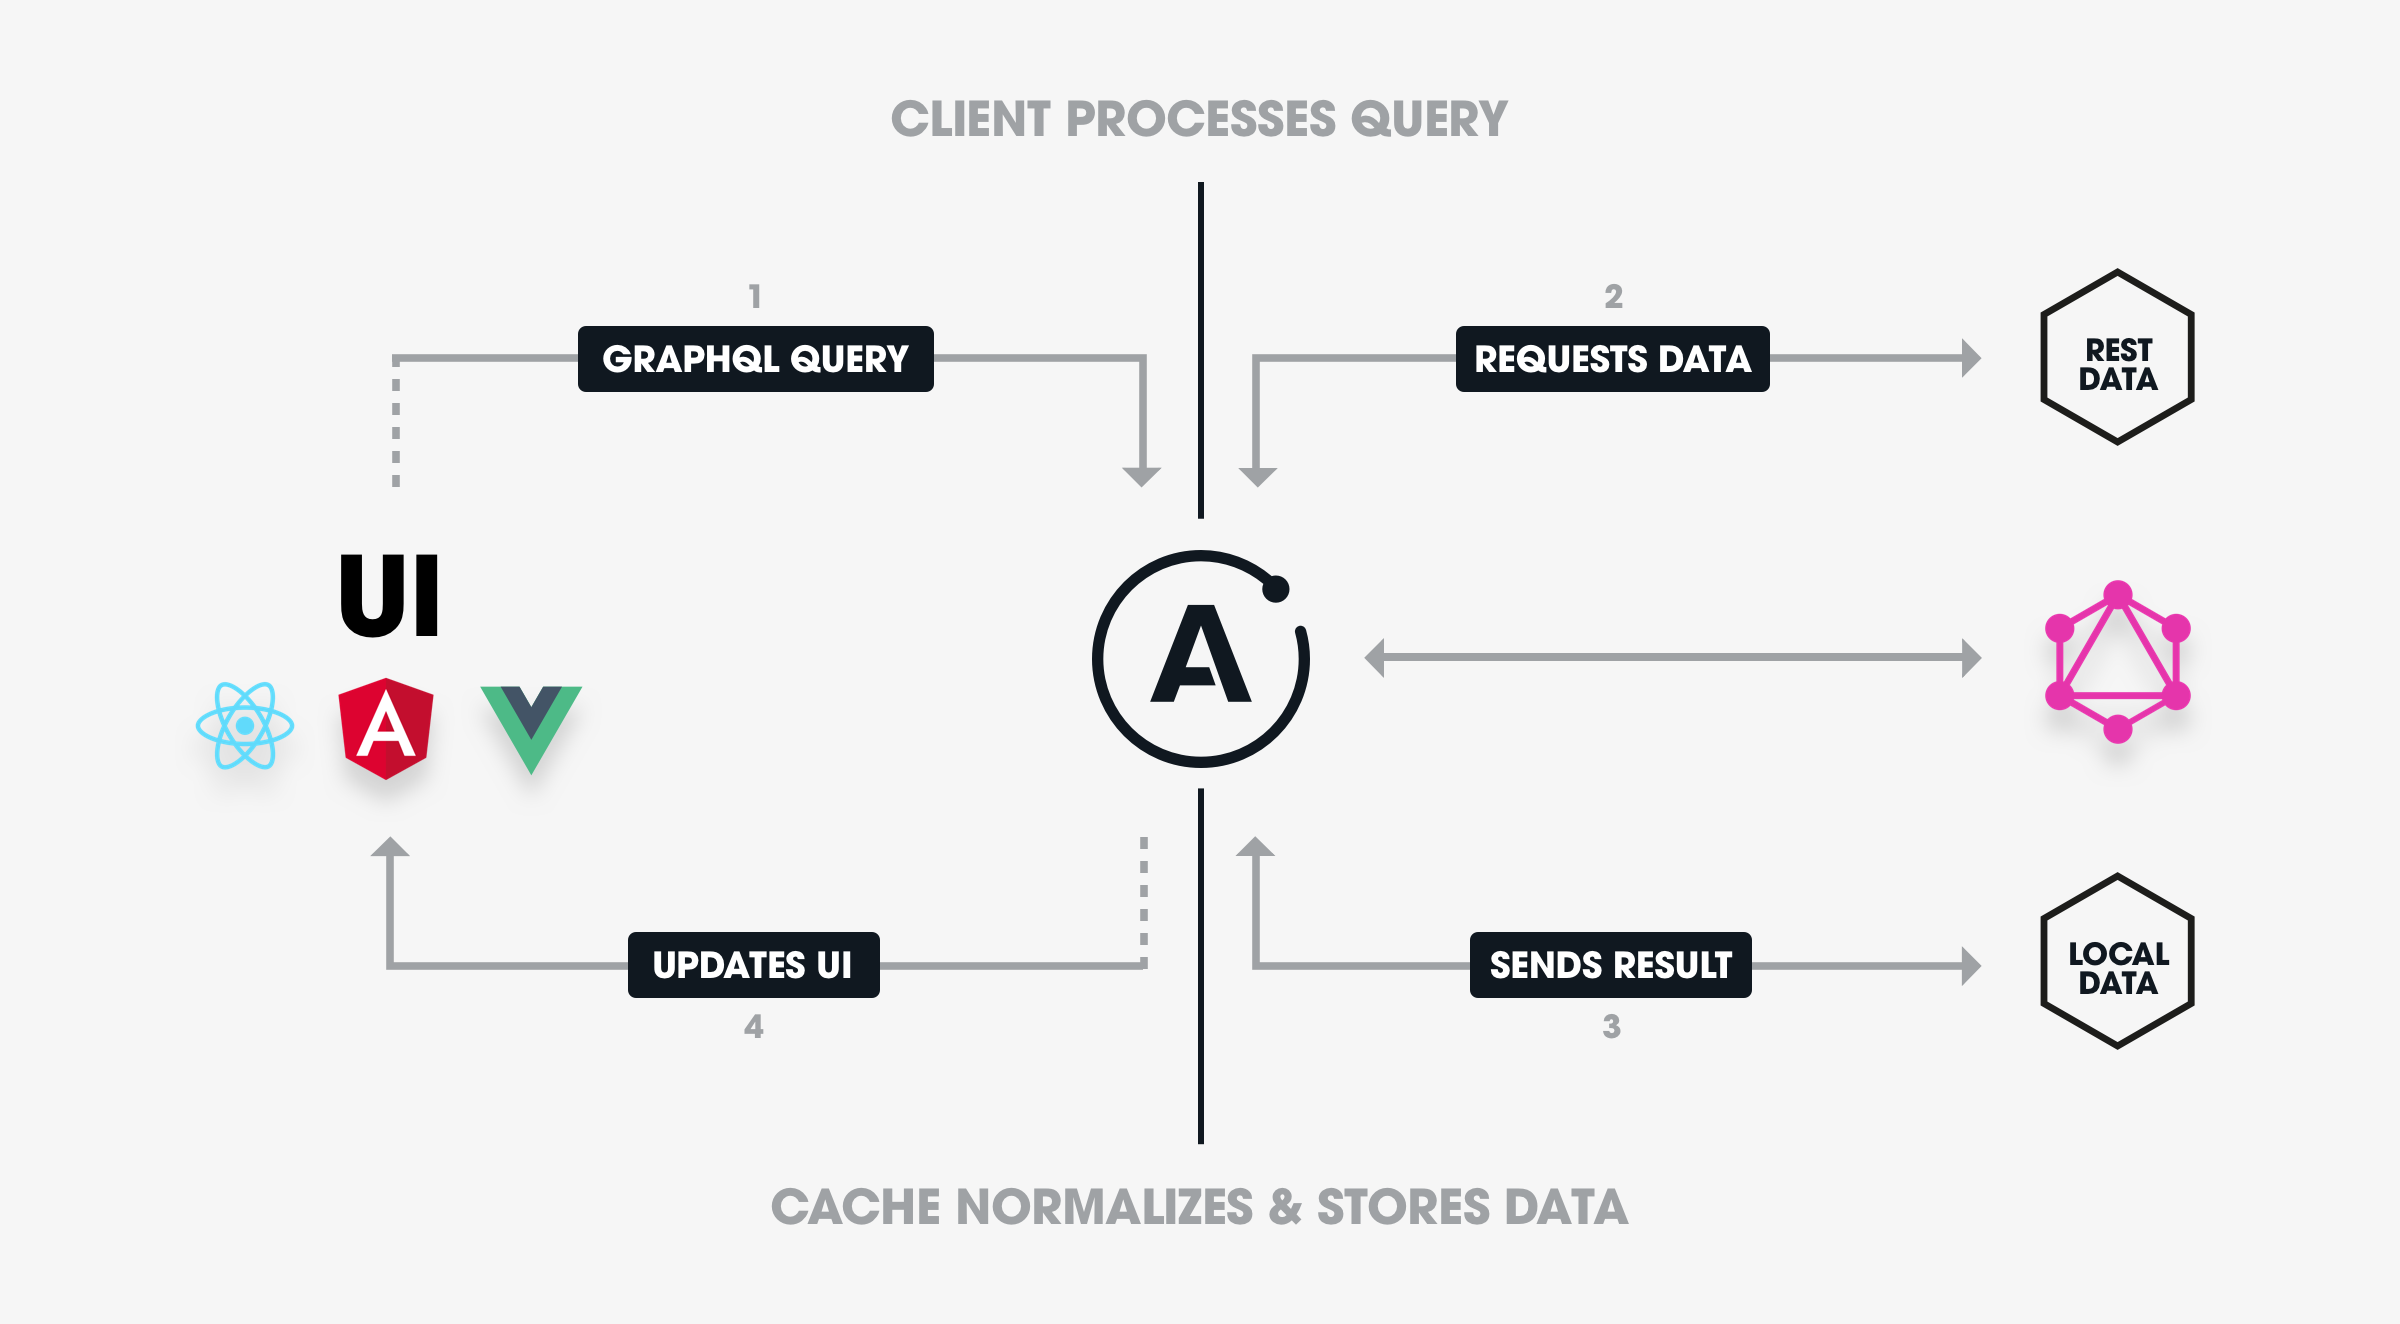 CLIENT PROCESSES QUERY
1
GRAPHQL QUERY
2
REQUESTS DATA
REST
DATA
UI
A
A
UPDATES UI
4
SENDS RESULT
3
LOCAL
DATA
CACHE NORMALIZES & STORES DATA